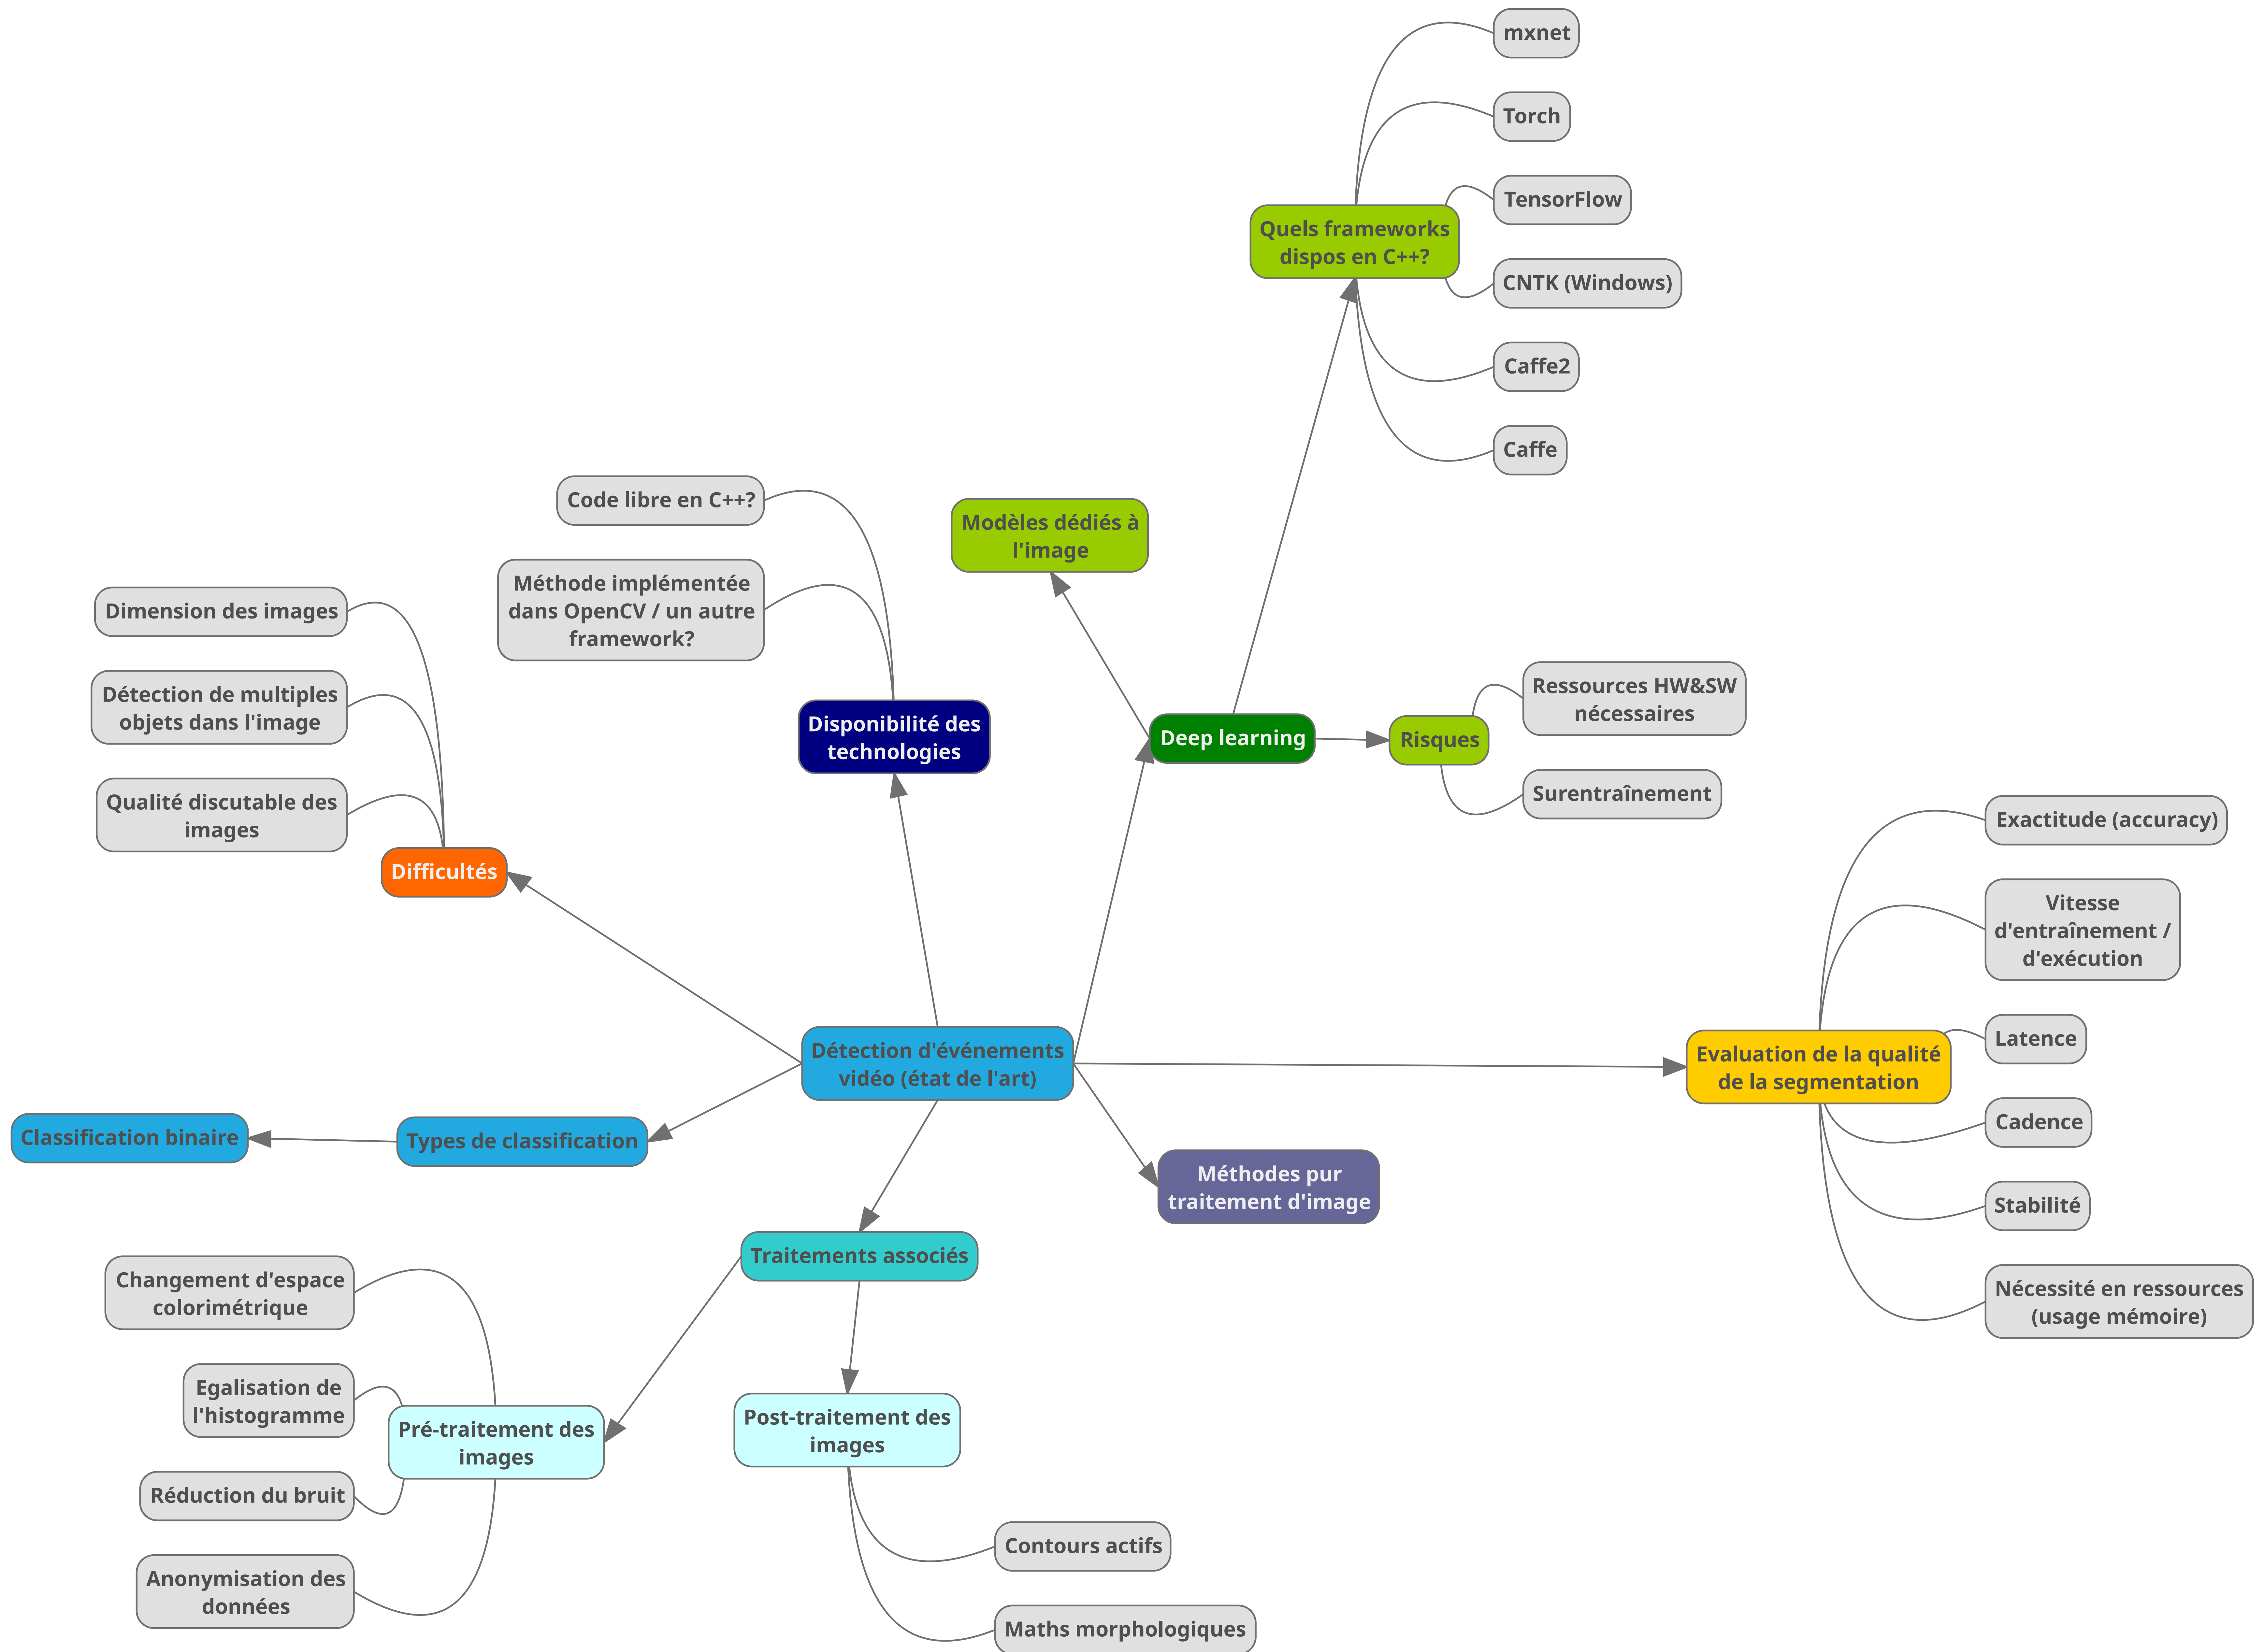 mxnet
Torch
TensorFlow
Quels frameworks
dispos en C++?
CNTK (Windows)
Caffe2
Caffe
Code libre en C++?
Modèles dédiés à
l'image
Méthode implémentée
dans OpenCV / un autre
framework?
Dimension des images
Détection de multiples
objets dans l'image
Qualité discutable des
images
Difficultés
Disponibilité des
technologies
Deep learning
Risques
Ressources HW&SW
nécessaires
Surentraînement
Exactitude (accuracy)
Vitesse
d'entraînement /
d'exécution
Latence
Evaluation de la qualité
de la segmentation
Cadence
Stabilité
Nécessité en ressources
(usage mémoire)
Détection d'événements
vidéo (état de l'art)
Classification binaire
Types de classification
Méthodes pur
traitement d'image
Traitements associés
Changement d'espace
colorimétrique
Egalisation de
l'histogramme
Pré-traitement des
images
Réduction du bruit
Anonymisation des
données
Post-traitement des
images
Contours actifs
Maths morphologiques